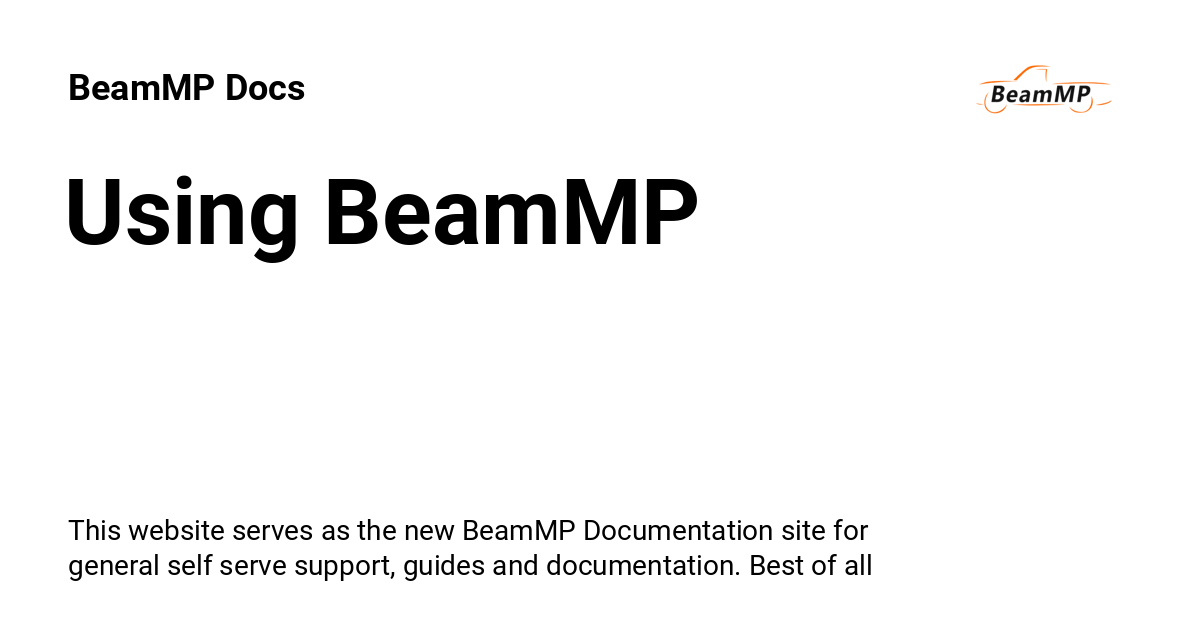 BeamMP Docs
BeamMP
Using BeamMP
This website serves as the new BeamMP Documentation site for
general self serve support, guides and documentation. Best of all